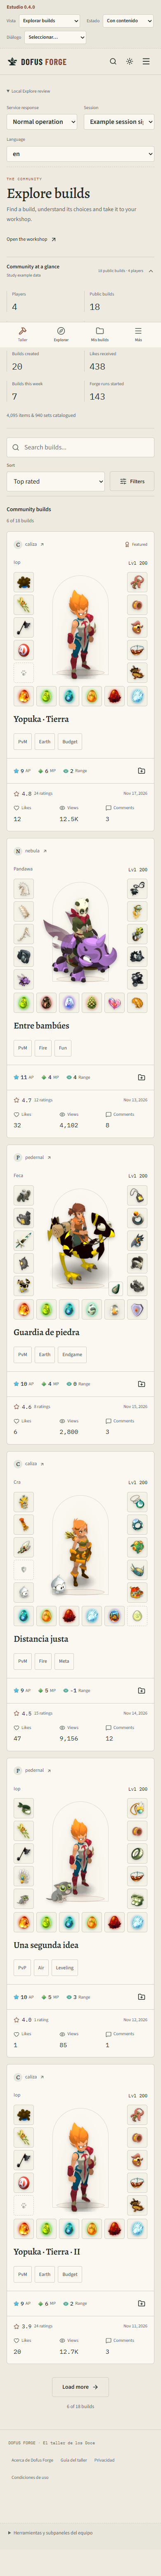 Estudio 0.4.0
Vista Explorar builds Estado Con contenido
Diálogo Seleccionar...
DOFUS FORGE
Local Explore review
Service response Session
Normal operation Example session sig
Language
en
THE COMMUNITY
Explore builds
Find a build, understand its choices and take it to your workshop.
Open the workshop
Community at a glance
Study example data
Players Public builds
4 18
Taller Explorar Mis builds Más
Builds created Likes received
20 438
Builds this week Forge runs started
7 143
4,095 items & 940 sets catalogued
Search builds...
Sort
Top rated Filters
Community builds
6 of 18 builds
C caliza Featured
Iop Lvl 200
Yopuka · Tierra
PvM Earth Budget
9 AP 6 MP 2 Range
4.8 24 ratings Nov 17, 2026
Likes Views Comments
12 12.5K 3
N nebula
Pandawa Lvl 200
Entre bambúes
PvM Fire Fun
11 AP 4 MP 4 Range
4.7 12 ratings Nov 13, 2026
Likes Views Comments
32 4,102 8
P pedernal
Feca Lvl 200
Guardia de piedra
PvM Earth Endgame
10 AP 4 MP 0 Range
4.6 8 ratings
Likes Views Comments
6 2,800 3
C caliza
Cra Lvl 200
Distancia justa
PvM Fire Meta
9 AP 5 MP -1 Range
4.5 15 ratings Nov 14, 2026
Likes Views Comments
47 9,156 12
P pedernal
Iop Lvl 200
Una segunda idea
PvP Air Leveling
10 AP 5 MP 3 Range
4.0 1 rating Nov 12, 2026
Likes Views Comments
1 85 1
C caliza
Iop Lvl 200
Yopuka · Tierra · II
PvM Earth Budget
9 AP 6 MP 2 Range
3.9 24 ratings Nov 11, 2026
Likes Views Comments
20 12.7K 3
Load more
6 of 18 builds
DOFUS FORGE · El taller de los Doce
Acerca de Dofus Forge Guía del taller Privacidad
Condiciones de uso
Herramientas y subpaneles del equipo